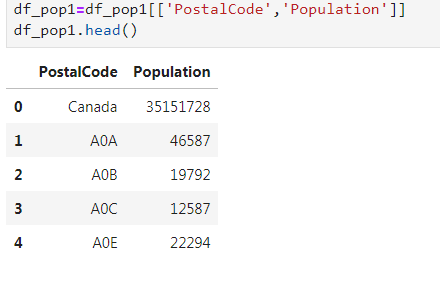 df_pop1=df_pop1[['PostalCode','Population']]
df_pop1.head()
PostalCode Population
0 Canada 35151728
1 A0A 46587
2 A0B 19792
3 A0C 12587
4 A0E 22294